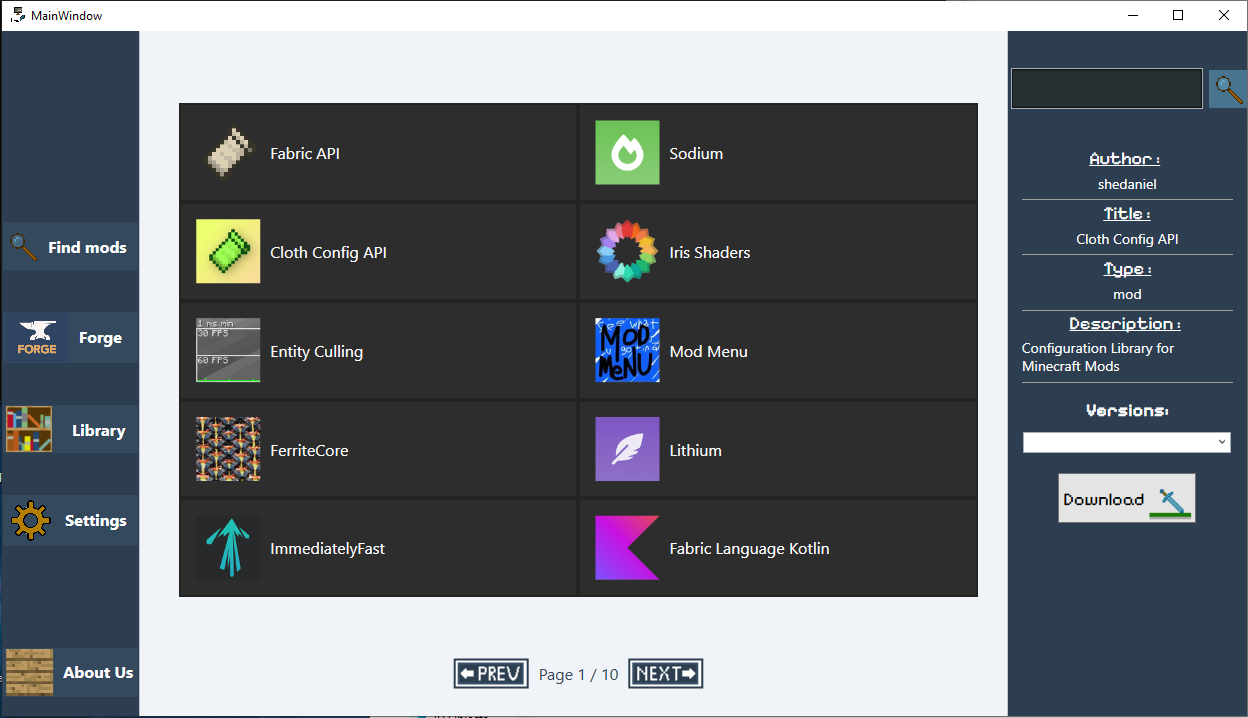 MainWindow
Find mods
FORGE
Forge
Library
Settings
About Us
Fabric API
Sodium
Cloth Config API
Iris Shaders
1 ms min
30 FPS
60 FPS
Entity Culling
see what
MOD
MeNU
Mod Menu
FerriteCore
Lithium
ImmediatelyFast
Fabric Language Kotlin
PREV
Page 1 / 10
NEXT
Author :
shedaniel
Title :
Cloth Config API
Type :
mod
Description :
Configuration Library for
Minecraft Mods
Versions:
Download